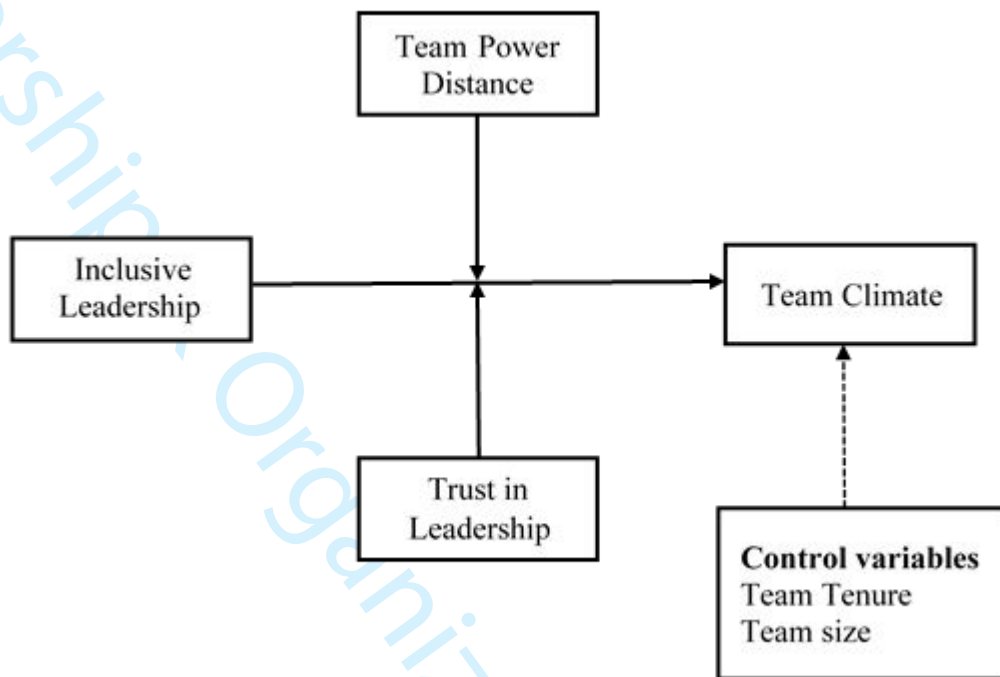 Team Power
Distance
Inclusive
Leadership
Team Climate
Trust in
Leadership
Control variables
Team Tenure
Team size